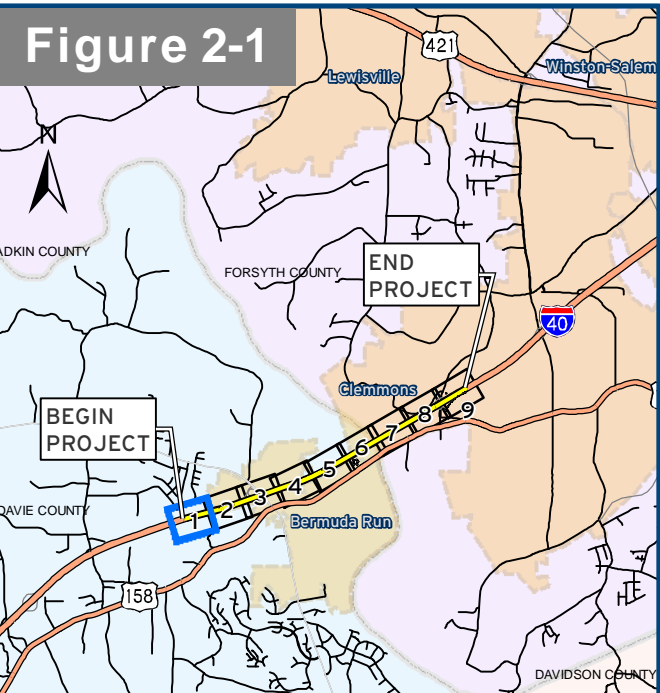 Figure 2-1
421
Lewisville
Winston-Salem
N
ADKIN COUNTY
FORSYTH COUNTY
END
PROJECT
40
Clemmons
BEGIN
PROJECT
9
8
7
6
5
4
3
2
1
DAVIE COUNTY
Bermuda Run
158
DAVIDSON COUNTY